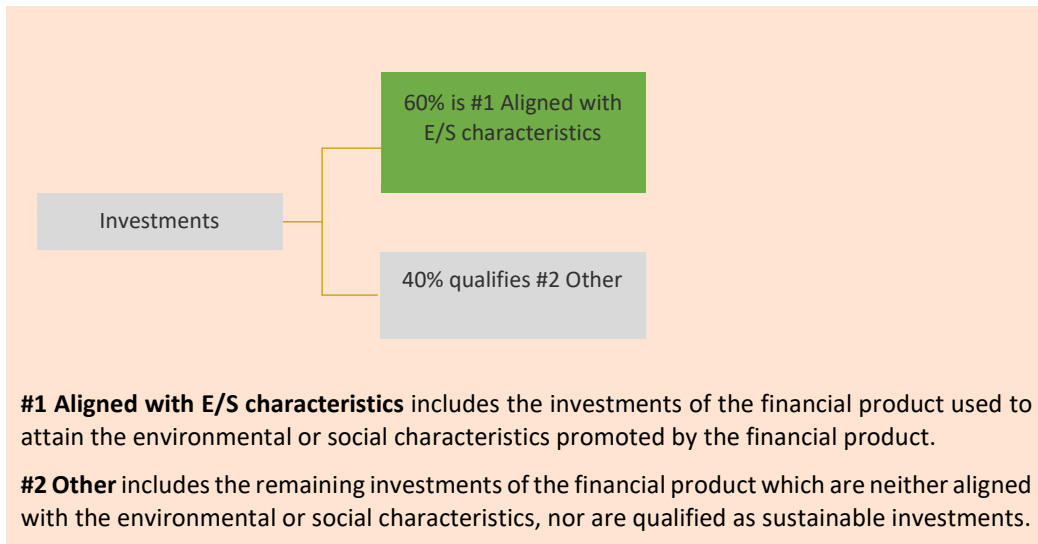 60% is #1 Aligned with
E/S characteristics
Investments
40% qualifies #2 Other
#1 Aligned with E/S characteristics includes the investments of the financial product used to
attain the environmental or social characteristics promoted by the financial product.
#2 Other includes the remaining investments of the financial product which are neither aligned
with the environmental or social characteristics, nor are qualified as sustainable investments.